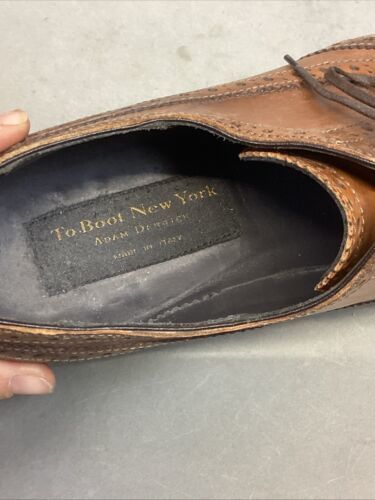 To Boot New York
Adam Derrick
MADE IN ITALY